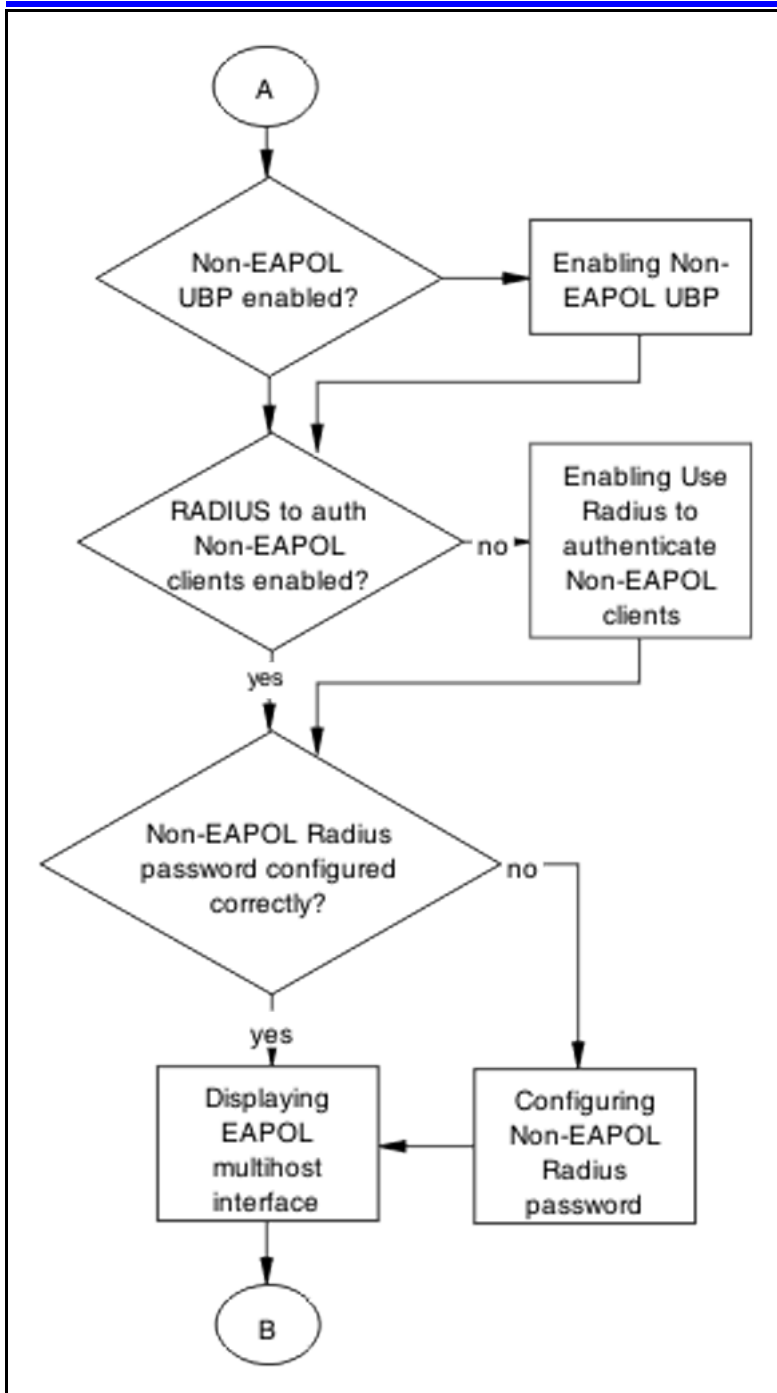 A
Non-EAPOL
UBP enabled?
Enabling Non-
EAPOL UBP
RADIUS to auth
Non-EAPOL
clients enabled?
no
Enabling Use
Radius to
authenticate
Non-EAPOL
clients
yes
Non-EAPOL Radius
password configured
correctly?
no
yes
Displaying
EAPOL
multihost
interface
Configuring
Non-EAPOL
Radius
password
B